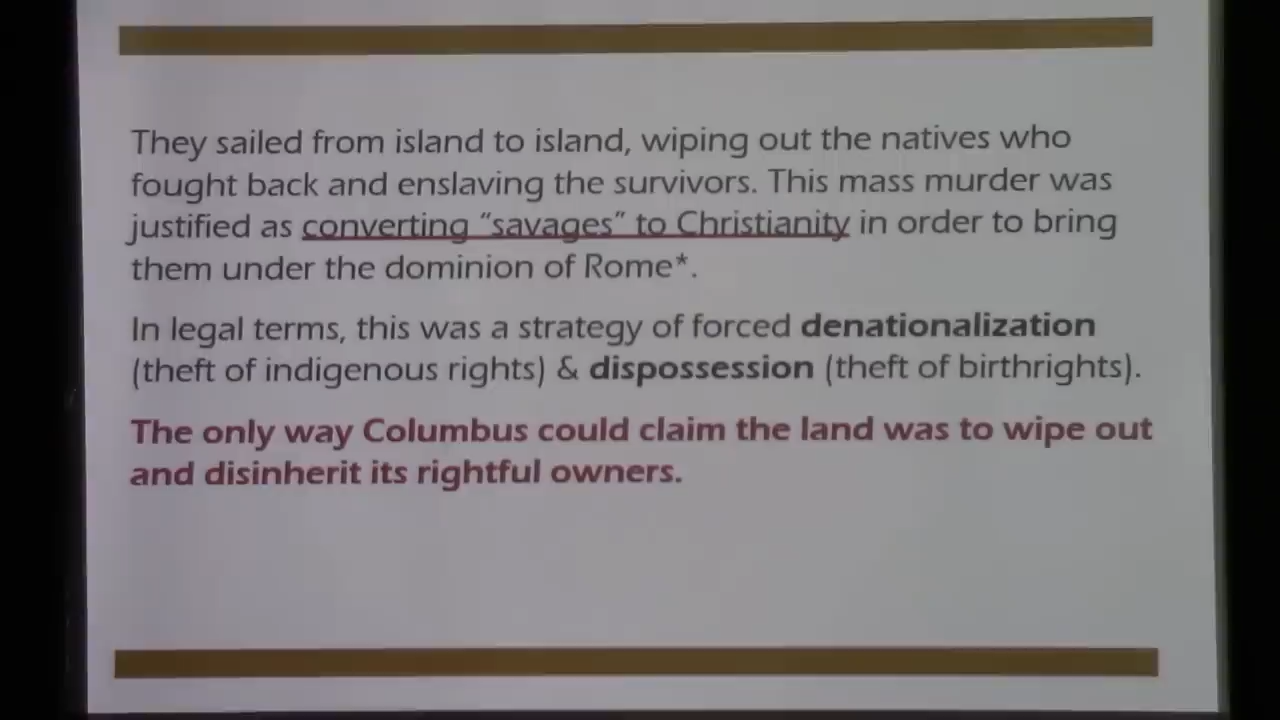 They sailed from island to island, wiping out the natives who
fought back and enslaving the survivors. This mass murder was
justified as converting “savages” to Christianity in order to bring
them under the dominion of Rome*.
In legal terms, this was a strategy of forced denationalization
(theft of indigenous rights) & dispossession (theft of birthrights).
The only way Columbus could claim the land was to wipe out
and disinherit its rightful owners.